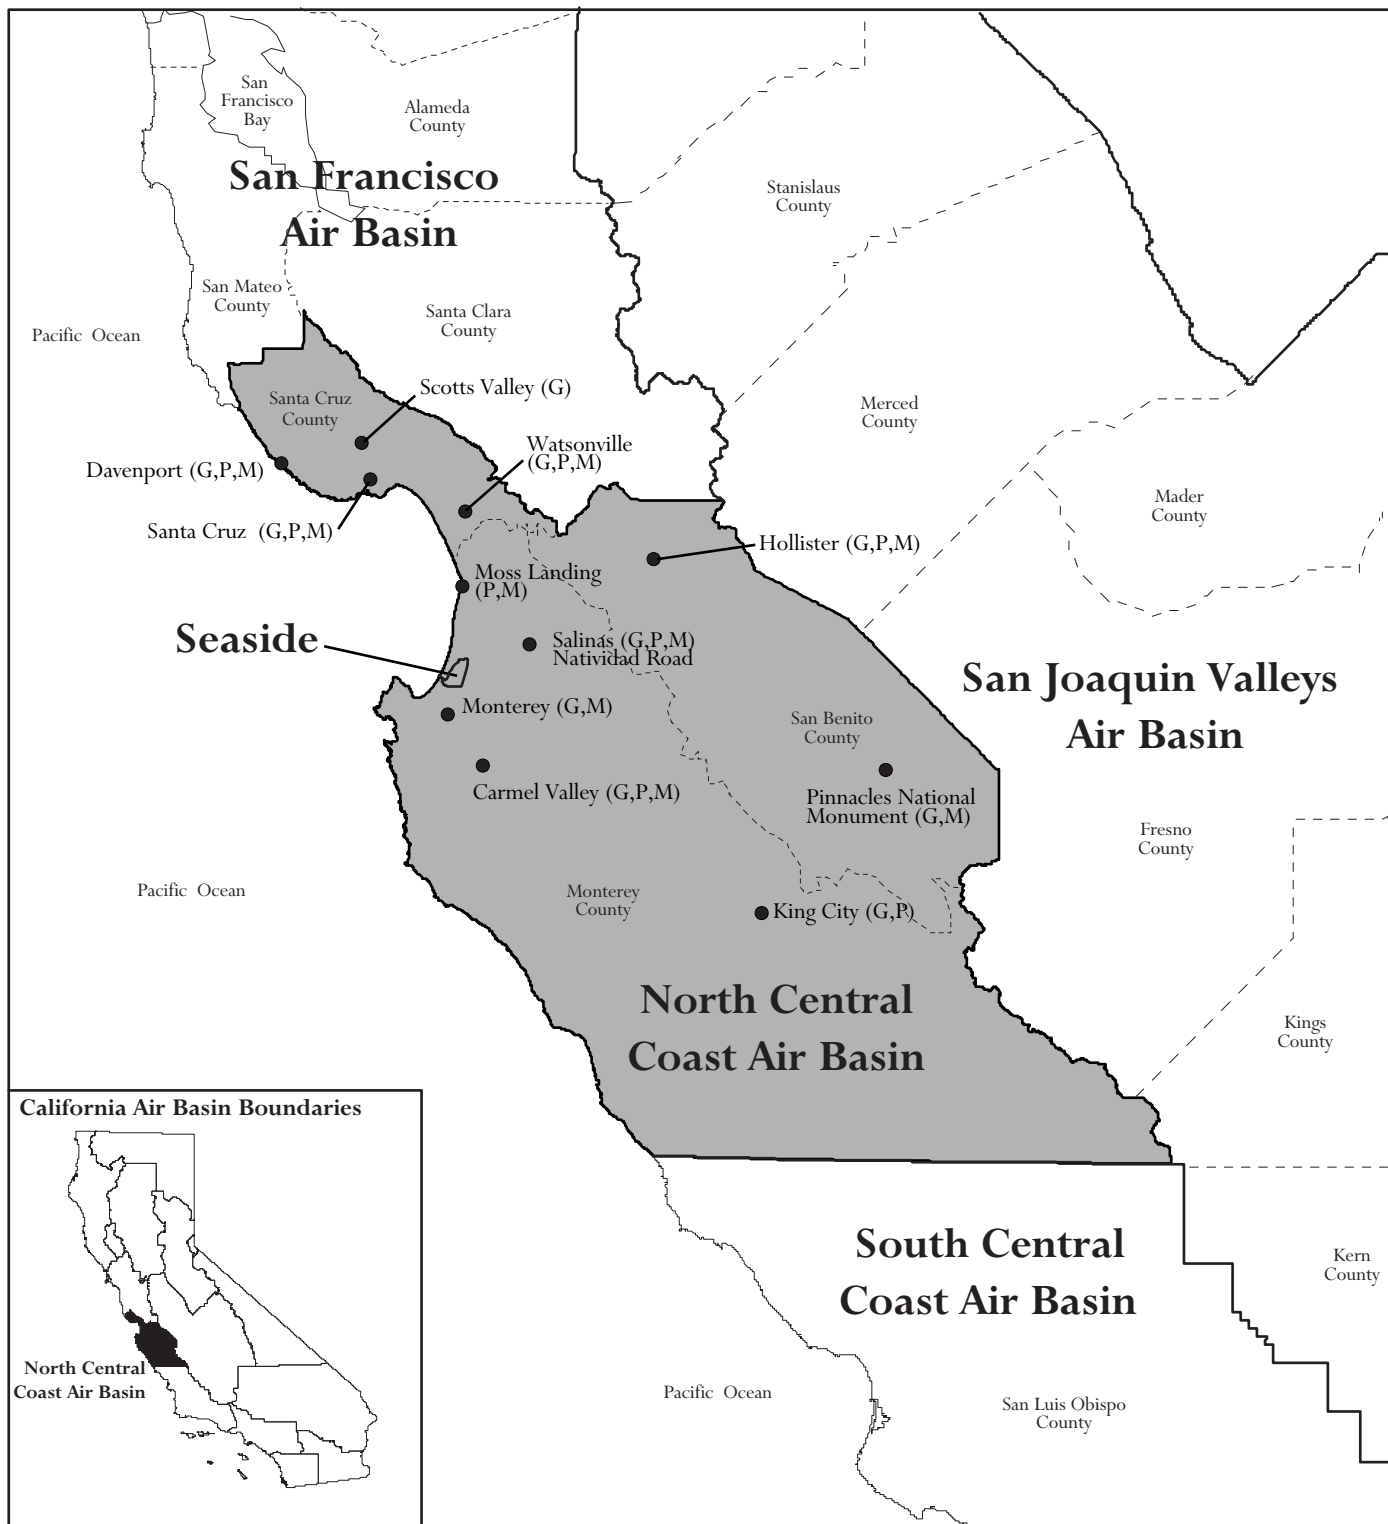 San
Francisco
Bay
Alameda
County
San Francisco
Air Basin
Stanislaus
County
San Mateo
County
Santa Clara
County
Pacific Ocean
Santa Cruz
County
Scotts Valley (G)
Merced
County
Watsonville
(G,P,M)
Davenport (G,P,M)
Mader
County
Santa Cruz (G,P,M)
Hollister (G,P,M)
Moss Landing
(P,M)
Seaside
Salinas (G,P,M)
Natividad Road
San Joaquin Valleys
Air Basin
Monterey (G,M)
San Benito
County
Carmel Valley (G,P,M)
Pinnacles National
Monument (G,M)
Fresno
County
Pacific Ocean
Monterey
County
King City (G,P)
North Central
Coast Air Basin
Kings
County
California Air Basin Boundaries
South Central
Coast Air Basin
Kern
County
North Central
Coast Air Basin
Pacific Ocean
San Luis Obispo
County